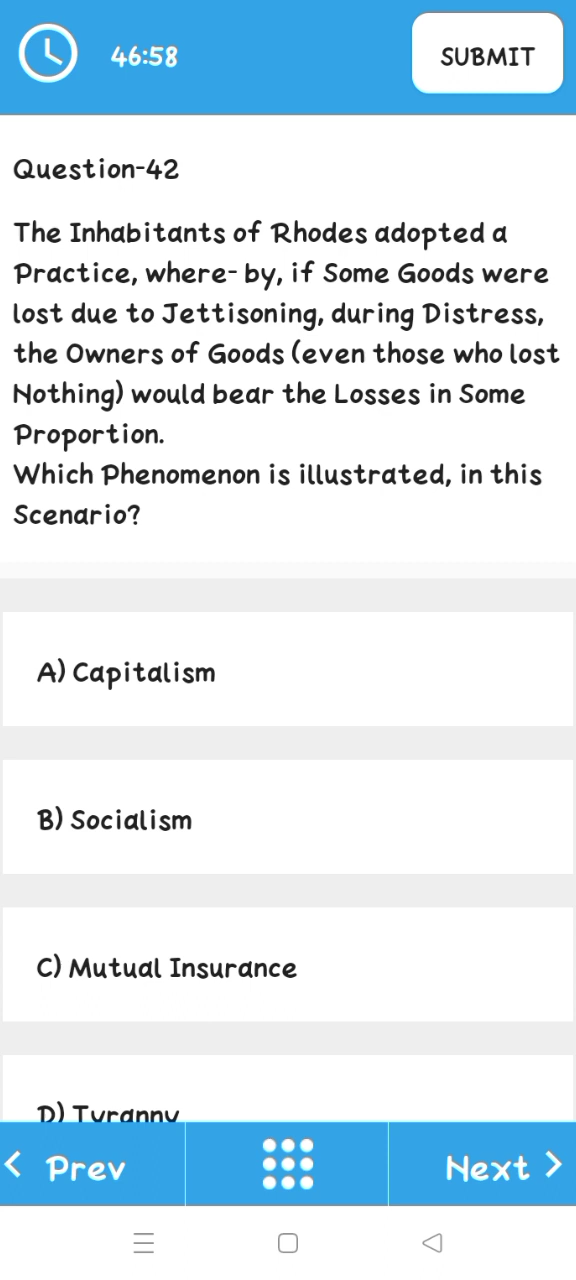 46:58
SUBMIT
Question-42
The Inhabitants of Rhodes adopted a
Practice, where- by, if Some Goods were
lost due to Jettisoning, during Distress,
the Owners of Goods (even those who lost
Nothing) would bear the Losses in Some
Proportion.
Which Phenomenon is illustrated, in this
Scenario?
A) Capitalism
B) Socialism
C) Mutual Insurance
D) Tyranny
Prev
Next